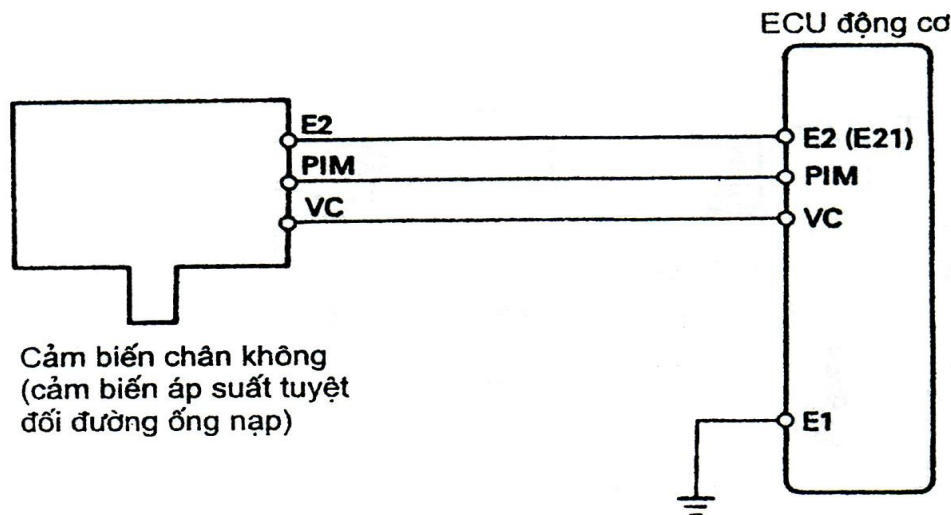 ECU động cơ
E2
PIM
VC
E2 (E21)
PIM
VC
Cảm biến chân không
(cảm biến áp suất tuyệt
đối đường ống nạp)
E1